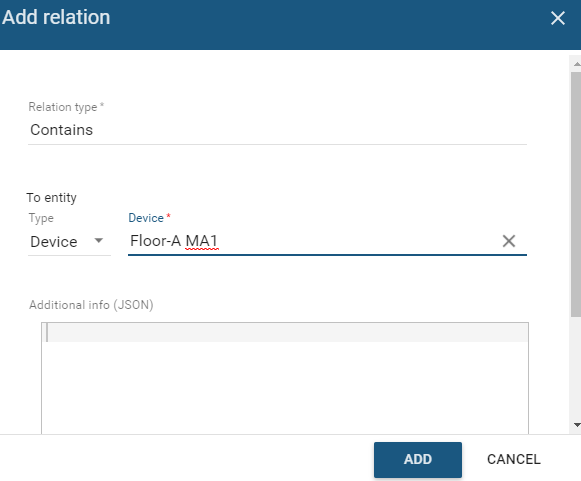 Add relation
Relation type *
Contains
To entity
Type
Device *
Device
Floor-A MA1
Additional info (JSON)
ADD
CANCEL